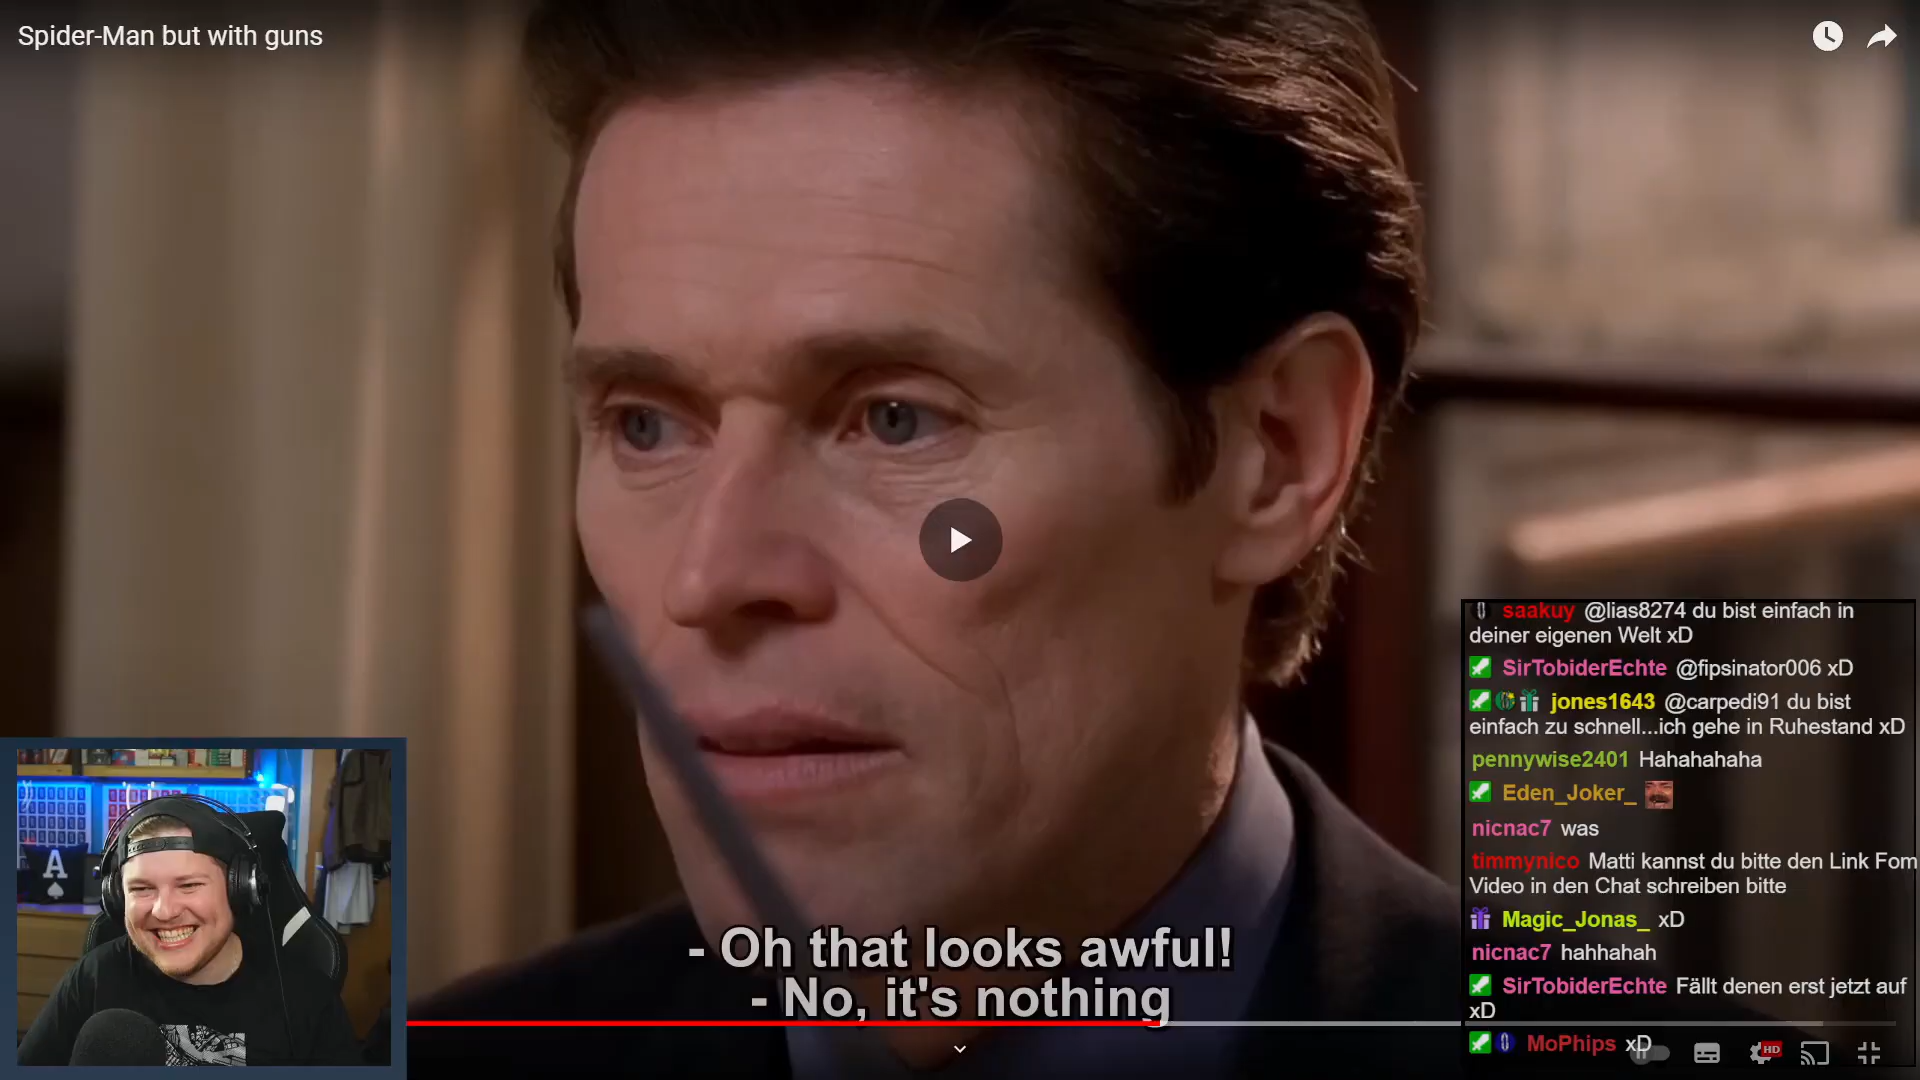 Spider-Man but with guns
saakuy @lias8274 du bist einfach in
deiner eigenen Welt xD
SirTobiderEchte @fipsinator006 xD
jones1643 @carpedi91 du bist
einfach zu schnell...ich gehe in Ruhestand xD
pennywise2401 Hahahahaha
Eden_Joker_
nicnac7 was
timmynico Matti kannst du bitte den Link Fom
Video in den Chat schreiben bitte
Magic_Jonas_ xD
nicnac7 hahhahah
SirTobiderEchte Fällt denen erst jetzt auf
xD
MoPhips xD
A
- Oh that looks awful!
- No, it's nothing
HD